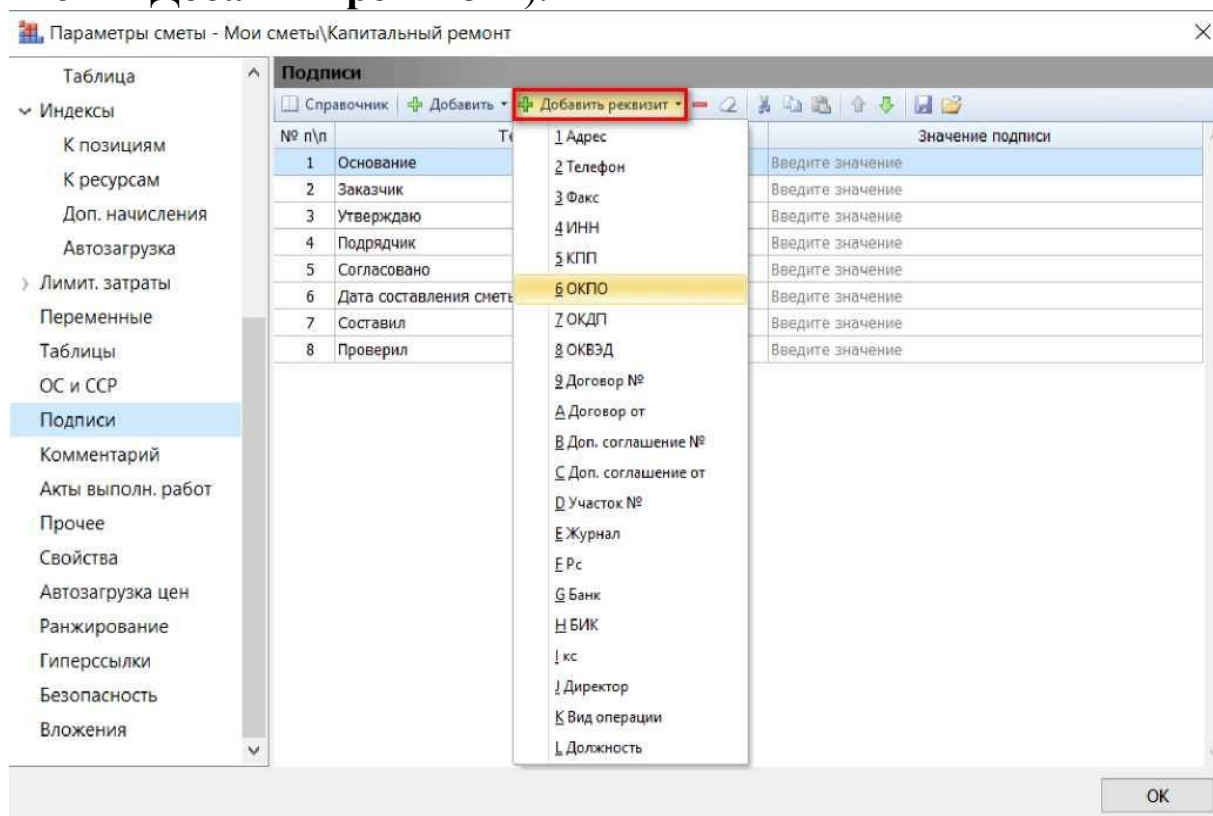 Параметры сметы - Мои сметы\Капитальный ремонт
Таблица
Индексы
К позициям
К ресурсам
Доп. начисления
Автозагрузка
Лимит. затраты
Переменные
Таблицы
ОС и ССР
Подписи
Комментарий
Акты выполн. работ
Прочее
Свойства
Автозагрузка цен
Ранжирование
Гиперссылки
Безопасность
Вложения
Подписи
Справочник Добавить Добавить реквизит
№ п\п Значение подписи
1 Основание Введите значение
2 Заказчик Введите значение
3 Утверждаю Введите значение
4 Подрядчик Введите значение
5 Согласовано Введите значение
6 Дата составления сметы Введите значение
7 Составил Введите значение
8 Проверил Введите значение
1 Адрес
2 Телефон
3 Факс
4 ИНН
5 КПП
6 ОКПО
7 ОКДП
8 ОКВЭД
9 Договор №
A Договор от
B Доп. соглашение №
C Доп. соглашение от
D Участок №
E Журнал
F Рс
G Банк
H БИК
I кс
J Директор
K Вид операции
L Должность
ОК